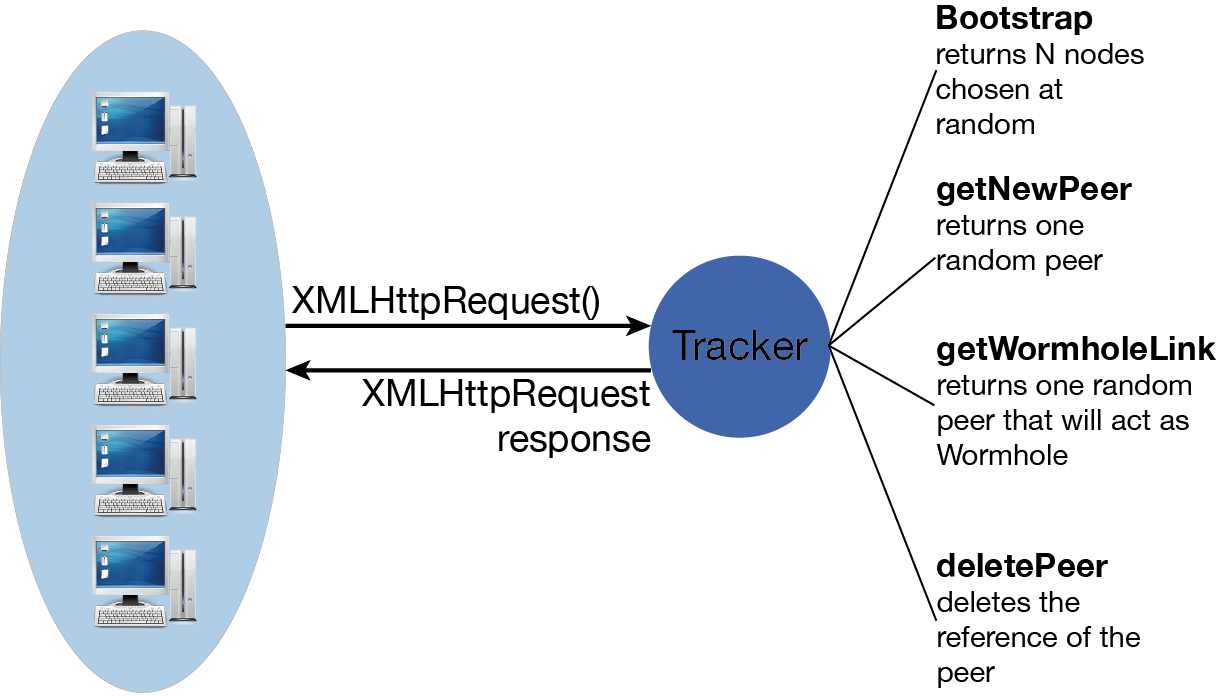 XMLHttpRequest()
XMLHttpRequest
response
Tracker
Bootstrap
returns N nodes
chosen at
random
getNewPeer
returns one
random peer
getWormholeLink
returns one random
peer that will act as
Wormhole
deletePeer
deletes the
reference of the
peer